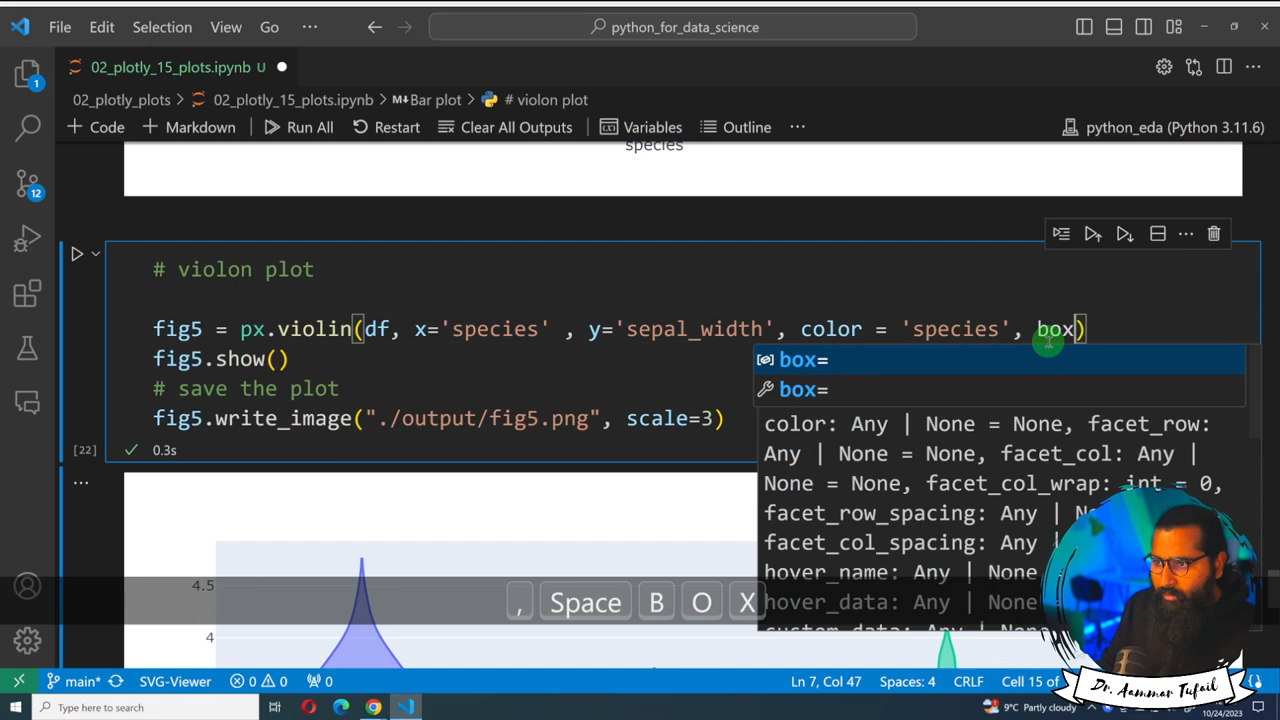 File Edit Selection View Go ··· python_for_data_science
1 02_plotly_15_plots.ipynb U
02_plotly_plots > 02_plotly_15_plots.ipynb > M↓Bar plot > # violon plot
+ Code + Markdown Run All Restart Clear All Outputs Variables Outline ··· python_eda (Python 3.11.6)
species
12
# violon plot
fig5 = px.violin(df, x='species' , y='sepal_width', color = 'species', box)
fig5.show()
box=
# save the plot
box=
fig5.write_image("./output/fig5.png", scale=3)
[22] 0.3s
color: Any | None = None, facet_row:
Any | None = None, facet_col: Any |
None = None, facet_col_wrap: int = 0,
facet_row_spacing: Any |
facet_col_spacing: Any |
hover_name: Any | None
hover_data: Any | None
4.5
4
, Space B O X
main* 0 0 0 SVG-Viewer Ln 7, Col 47 Spaces: 4 CRLF Cell 15 of
Dr. Aammar Tufail
Type here to search 9°C Partly cloudy 10/24/2023